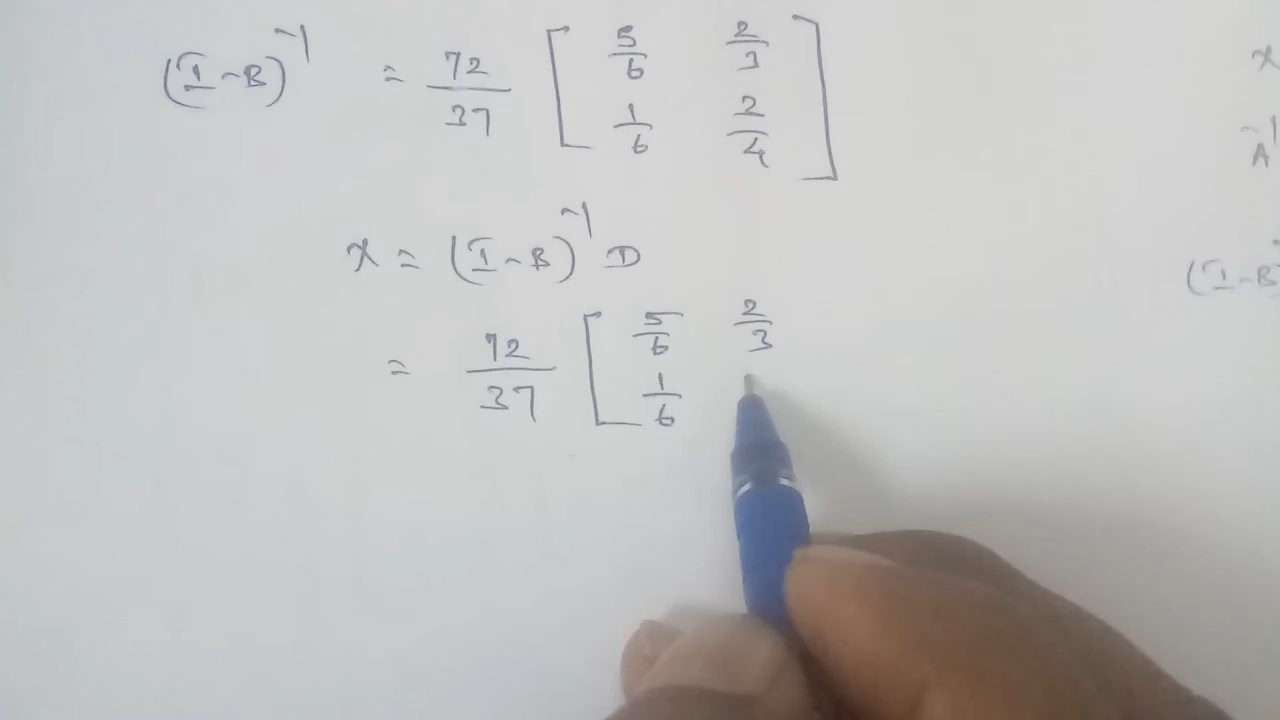 (I-B)⁻¹ = 72/37 [ 5/6 2/3
1/6 2/4 ]
x = (I-B)⁻¹ D
= 72/37 [ 5/6 2/3
1/6
x
A⁻¹
(I-B)